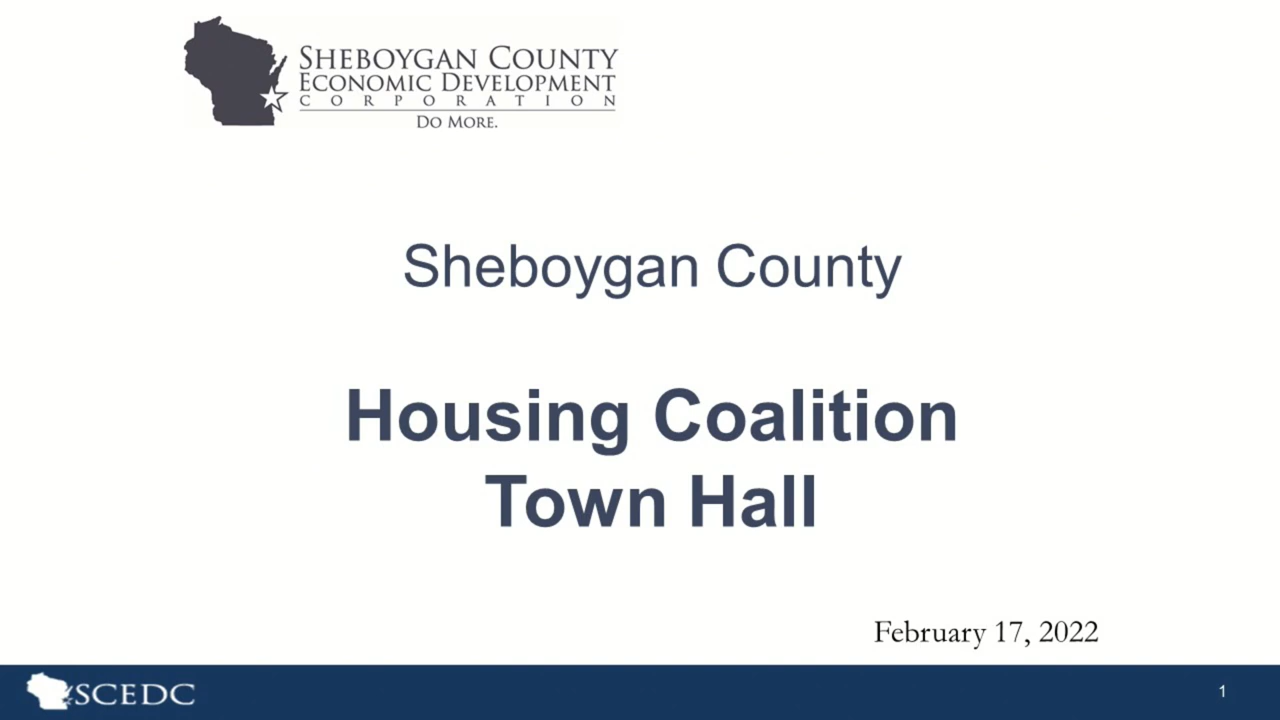 SHEBOYGAN COUNTY
ECONOMIC DEVELOPMENT
CORPORATION
DO MORE.
Sheboygan County
Housing Coalition
Town Hall
February 17, 2022
SCEDC
1